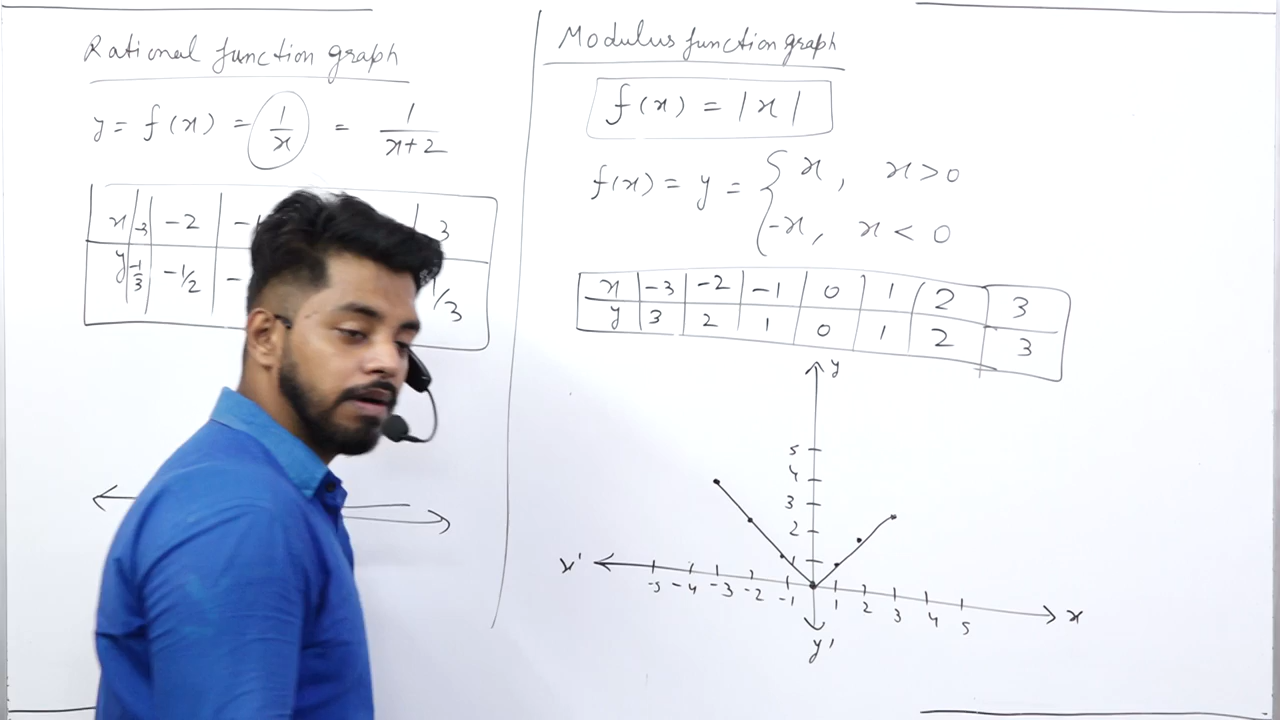 Rational function graph
y = f(x) = 1/x = 1/(x+2)
x | -3 | -2 | - | 3
y | -1/3 | -1/2 | - | 1/3
Modulus function graph
f(x) = |x|
f(x) = y = { x, x > 0
-x, x < 0
x | -3 | -2 | -1 | 0 | 1 | 2 | 3
y | 3 | 2 | 1 | 0 | 1 | 2 | 3
y
5
4
3
2
1
x' -5 -4 -3 -2 -1 1 2 3 4 5 x
y'